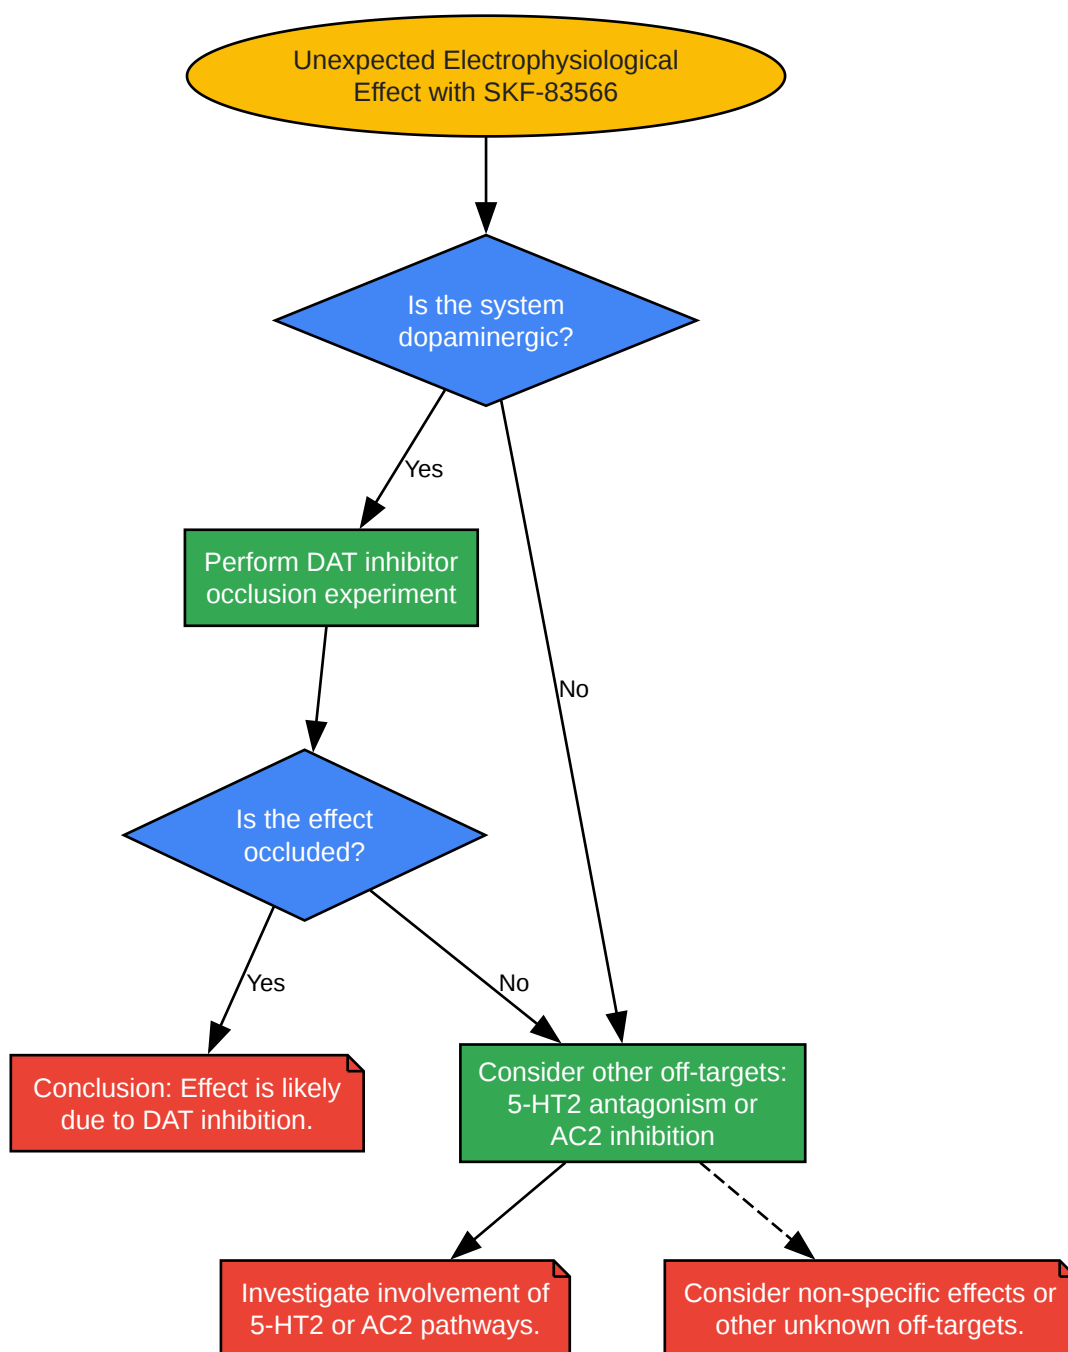 Unexpected Electrophysiological
Effect with SKF-83566
Is the system
dopaminergic?
Yes
Perform DAT inhibitor
occlusion experiment
No
Is the effect
occluded?
Yes
No
Conclusion: Effect is likely
due to DAT inhibition.
Consider other off-targets:
5-HT2 antagonism or
AC2 inhibition
Investigate involvement of
5-HT2 or AC2 pathways.
Consider non-specific effects or
other unknown off-targets.